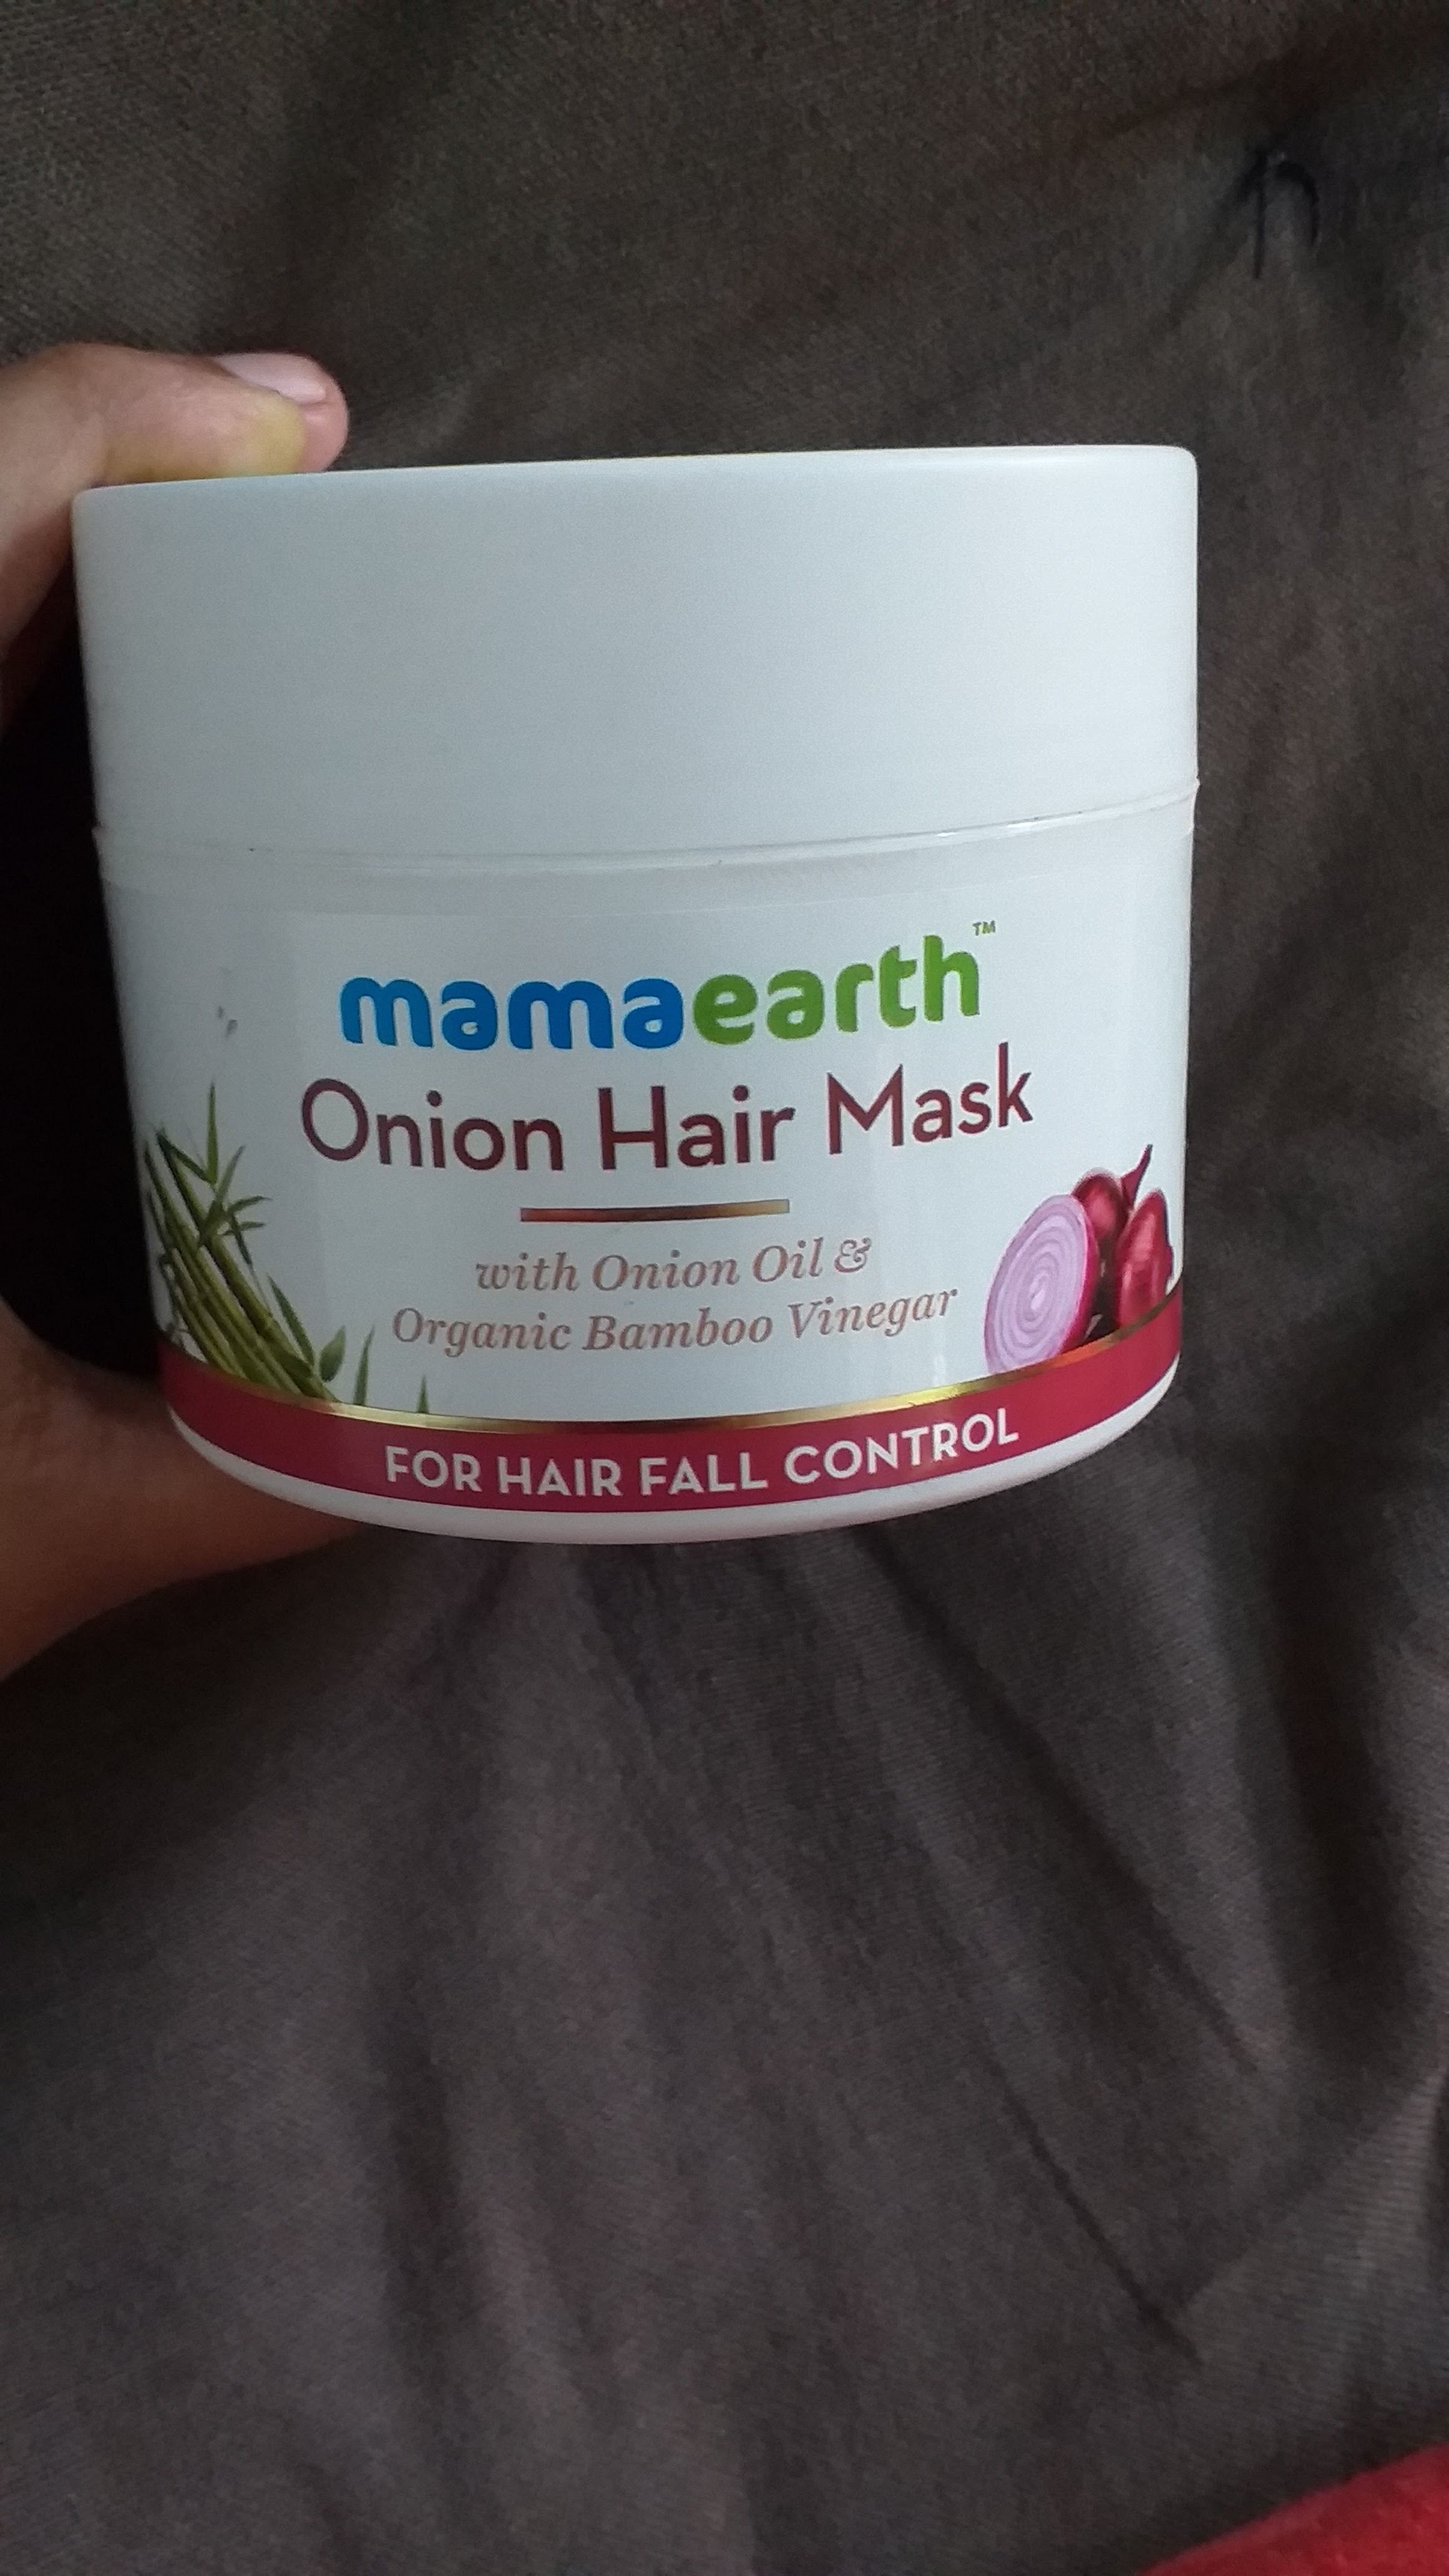 mamaearth™
Onion Hair Mask
with Onion Oil &
Organic Bamboo Vinegar
FOR HAIR FALL CONTROL